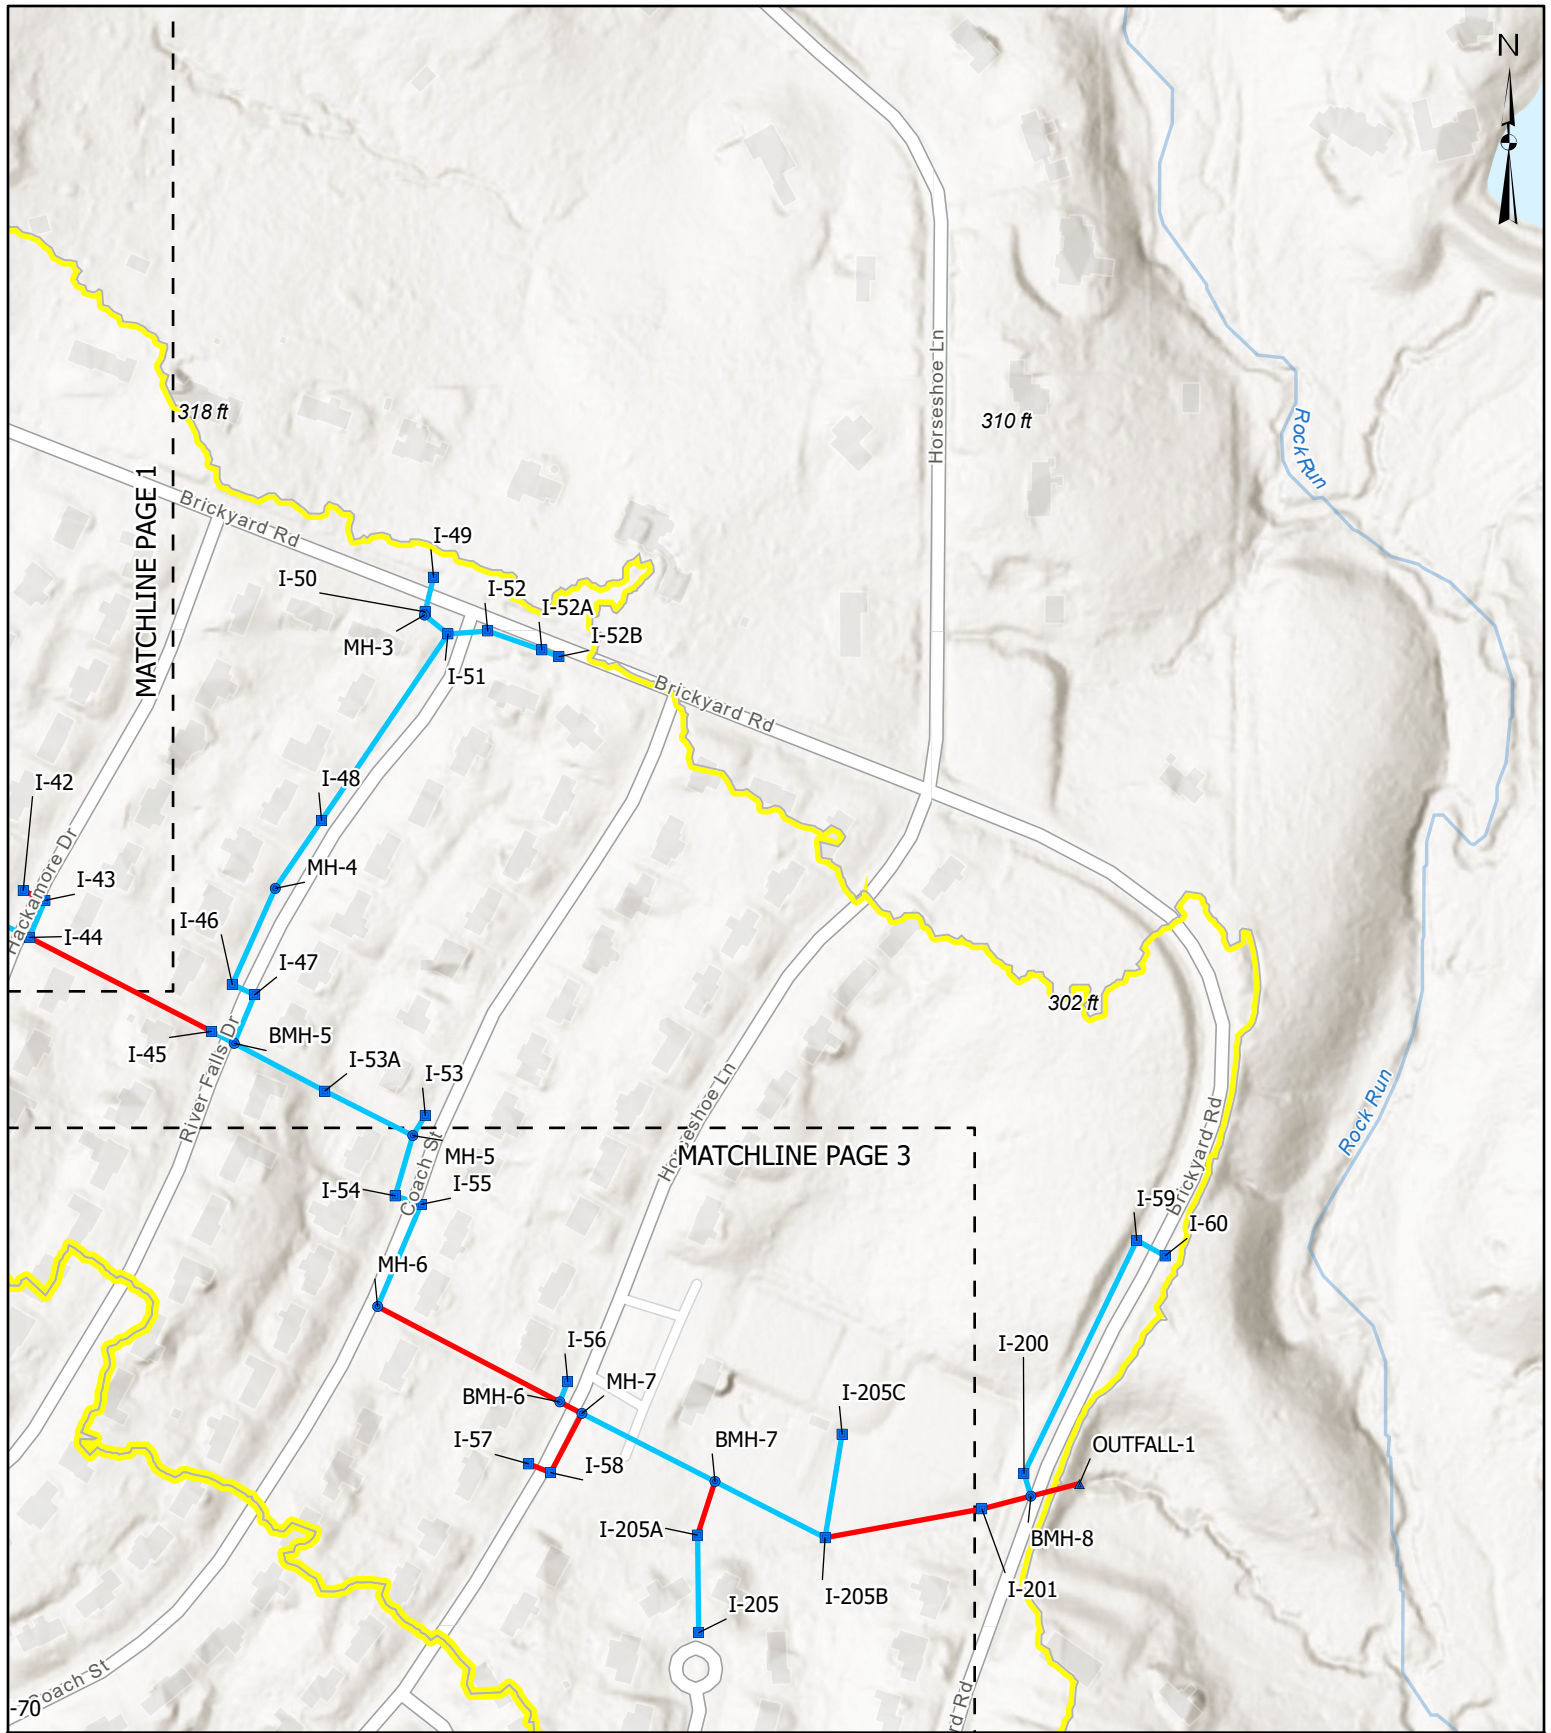 N
318 ft
Horseshoe Ln
310 ft
Rock Run
MATCHLINE PAGE 1
Brickyard Rd
I-49
I-50
I-52
I-52A
I-52B
MH-3
I-51
Brickyard Rd
I-42
I-48
Hackamore Dr
I-43
MH-4
I-46
I-44
I-47
302 ft
I-45
BMH-5
River Falls Dr
I-53A
I-53
Horseshoe Ln
Rock Run
Brickyard Rd
MH-5
MATCHLINE PAGE 3
I-54
I-55
Coach St
I-59
I-60
MH-6
I-56
I-200
BMH-6
MH-7
I-205C
I-57
I-58
BMH-7
OUTFALL-1
I-205A
BMH-8
I-205
I-205B
I-201
Coach St
-70
rd Rd